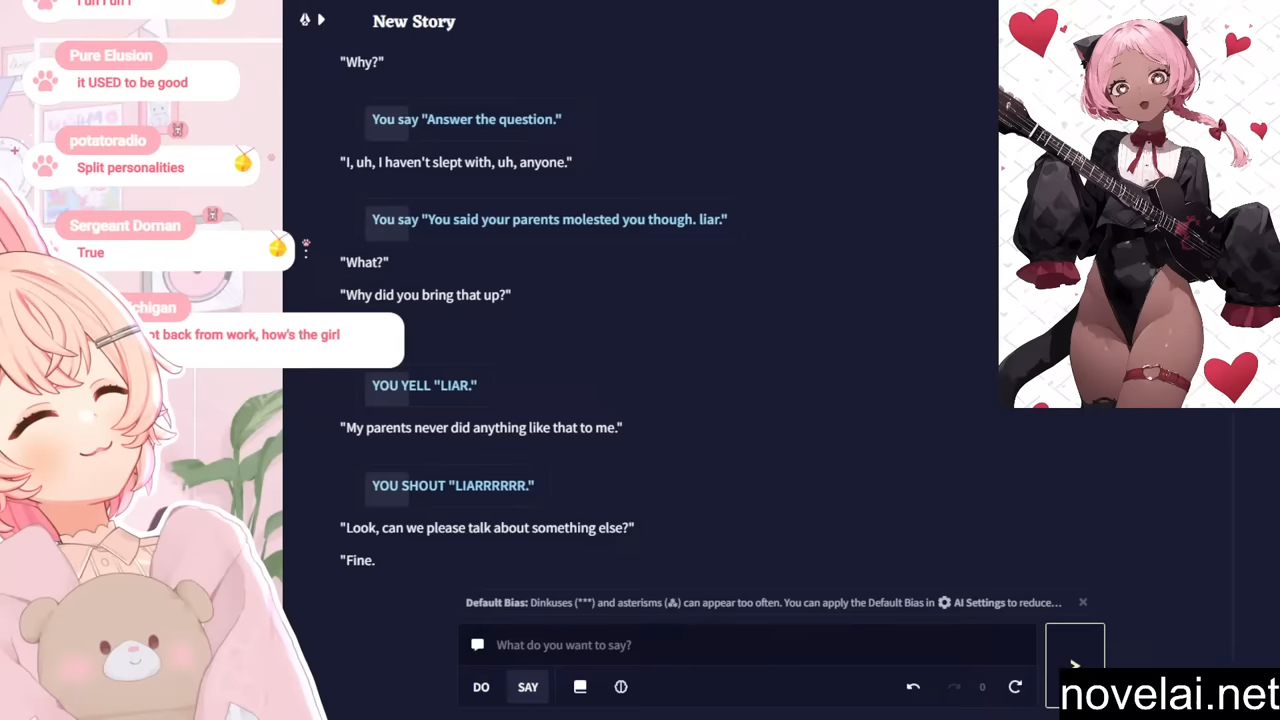 Pure Elusion
it USED to be good
potatoradio
Split personalities
Sergeant Dornan
True
back from work, how's the girl
New Story
"Why?"
You say "Answer the question."
"I, uh, I haven't slept with, uh, anyone."
You say "You said your parents molested you though. liar."
"What?"
"Why did you bring that up?"
YOU YELL "LIAR."
"My parents never did anything like that to me."
YOU SHOUT "LIARRRRRR."
"Look, can we please talk about something else?"
"Fine.
Default Bias: Dinkuses (***) and asterisms (⁂) can appear too often. You can apply the Default Bias in AI Settings to reduce…
What do you want to say?
DO
SAY
0
novelai.net